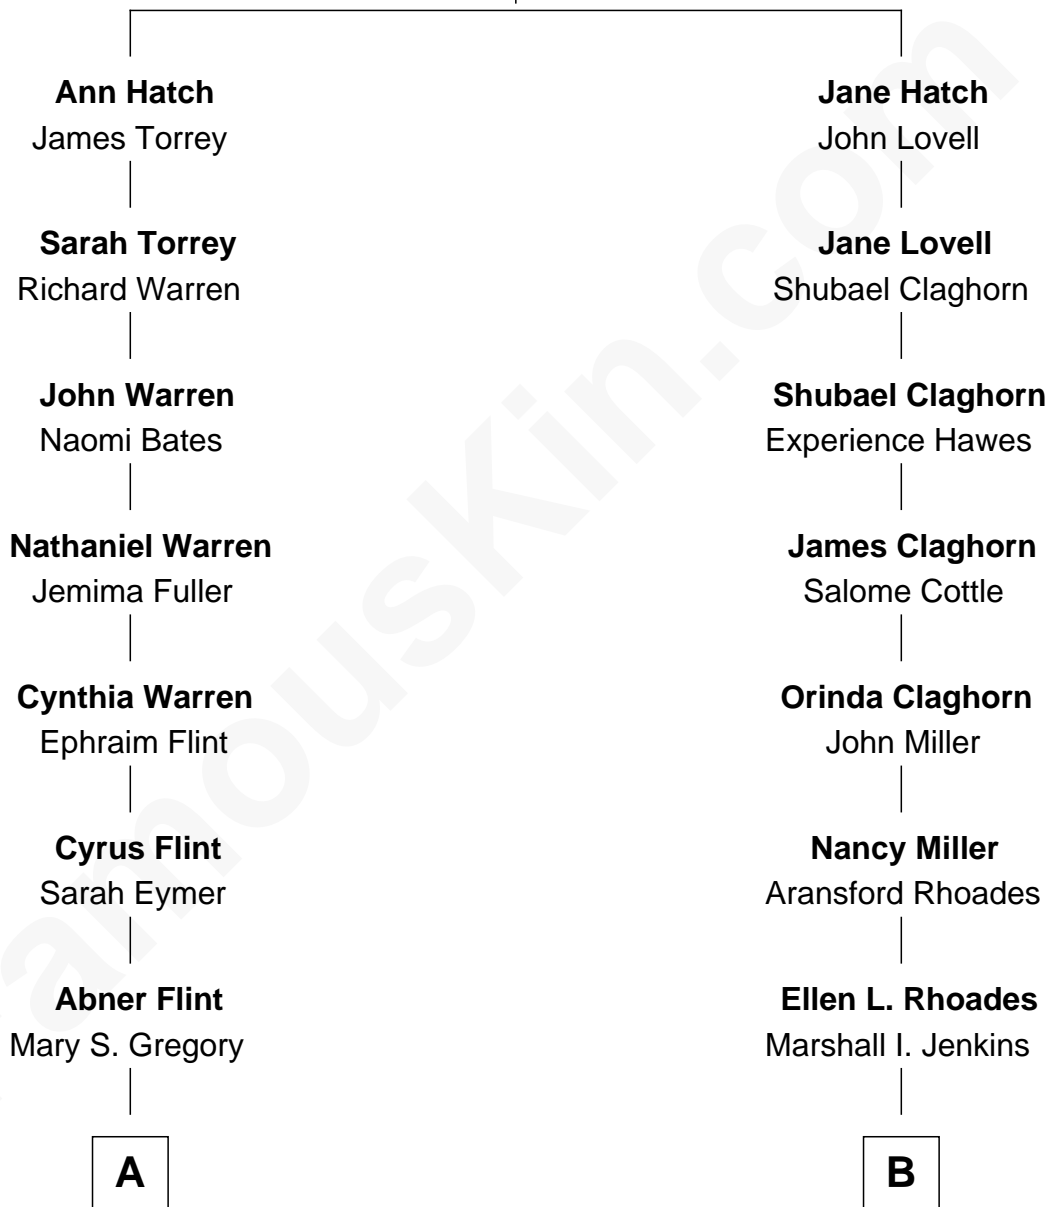 Ann Hatch
James Torrey
Sarah Torrey
Richard Warren
John Warren
Naomi Bates
Nathaniel Warren
Jemima Fuller
Cynthia Warren
Ephraim Flint
Cyrus Flint
Sarah Eymer
Abner Flint
Mary S. Gregory
A
Jane Hatch
John Lovell
Jane Lovell
Shubael Claghorn
Shubael Claghorn
Experience Hawes
James Claghorn
Salome Cottle
Orinda Claghorn
John Miller
Nancy Miller
Aransford Rhoades
Ellen L. Rhoades
Marshall I. Jenkins
B
amouskin.com